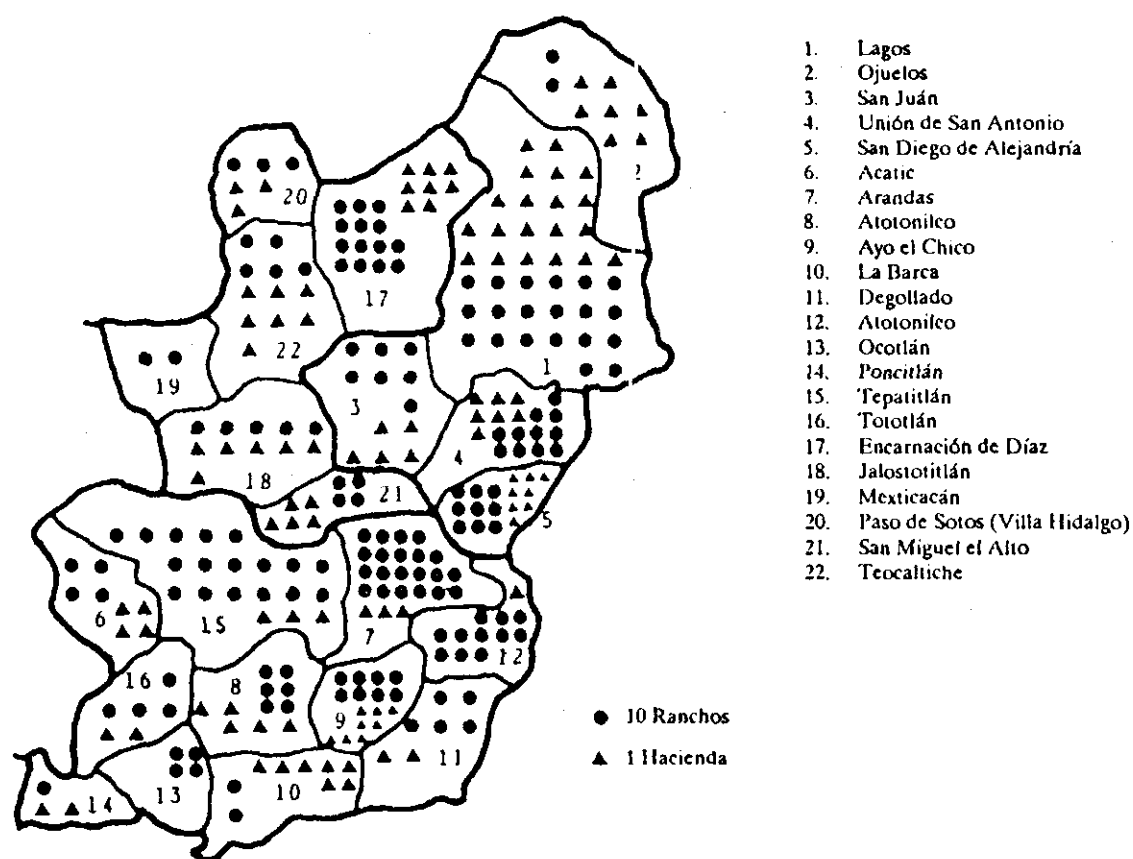 1. Lagos
2. Ojuelos
3. San Juán
4. Unión de San Antonio
5. San Diego de Alejandría
6. Acatic
7. Arandas
8. Atotonilco
9. Ayo el Chico
10. La Barca
11. Degollado
12. Atotonilco
13. Ocotlán
14. Poncitlán
15. Tepatitlán
16. Tototlán
17. Encarnación de Díaz
18. Jalostotitlán
19. Mexticacán
20. Paso de Sotos (Villa Hidalgo)
21. San Miguel el Alto
22. Teocaltiche
2
20
17
22
1
19
3
4
18
21
5
6
15
7
12
16
8
9
11
13
10
14
10 Ranchos
1 Hacienda